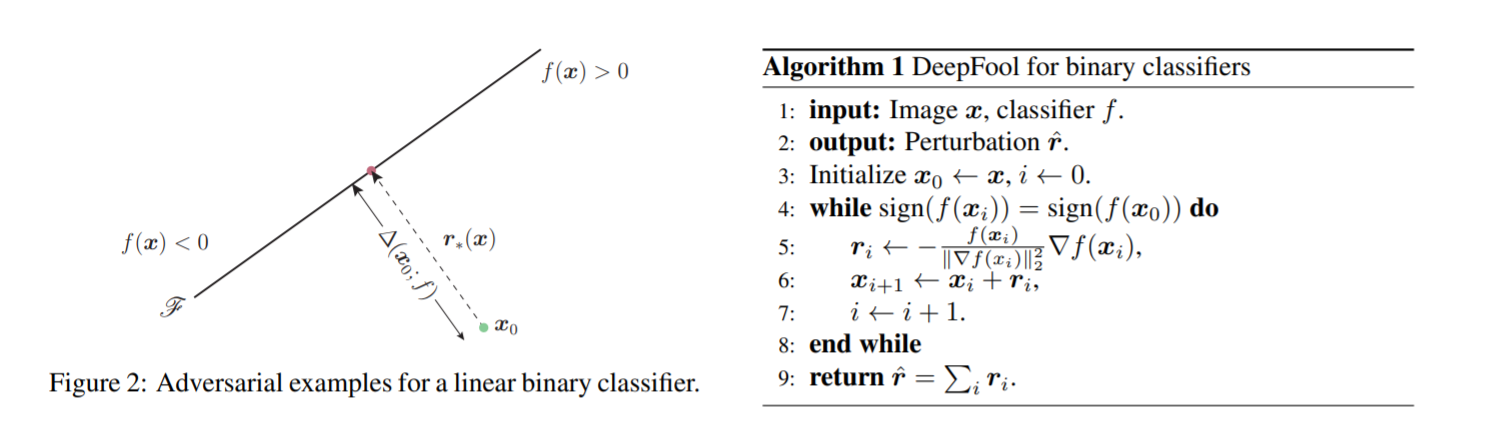 f(x) > 0
f(x) < 0
r*(x)
Δ(x0; f)
ℱ
x0
Figure 2: Adversarial examples for a linear binary classifier.
Algorithm 1 DeepFool for binary classifiers
1: input: Image x, classifier f.
2: output: Perturbation r̂.
3: Initialize x0 ← x, i ← 0.
4: while sign(f(xi)) = sign(f(x0)) do
5: ri ← − f(xi) / ‖∇f(xi)‖₂² ∇f(xi),
6: xi+1 ← xi + ri,
7: i ← i + 1.
8: end while
9: return r̂ = ∑i ri.